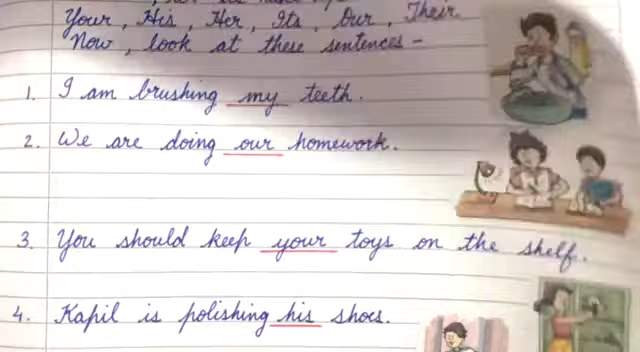 Your, His, Her, Its, Our, Their
Now, look at these sentences -
1. I am brushing my teeth.
2. We are doing our homework.
3. You should keep your toys on the shelf.
4. Kapil is polishing his shoes.